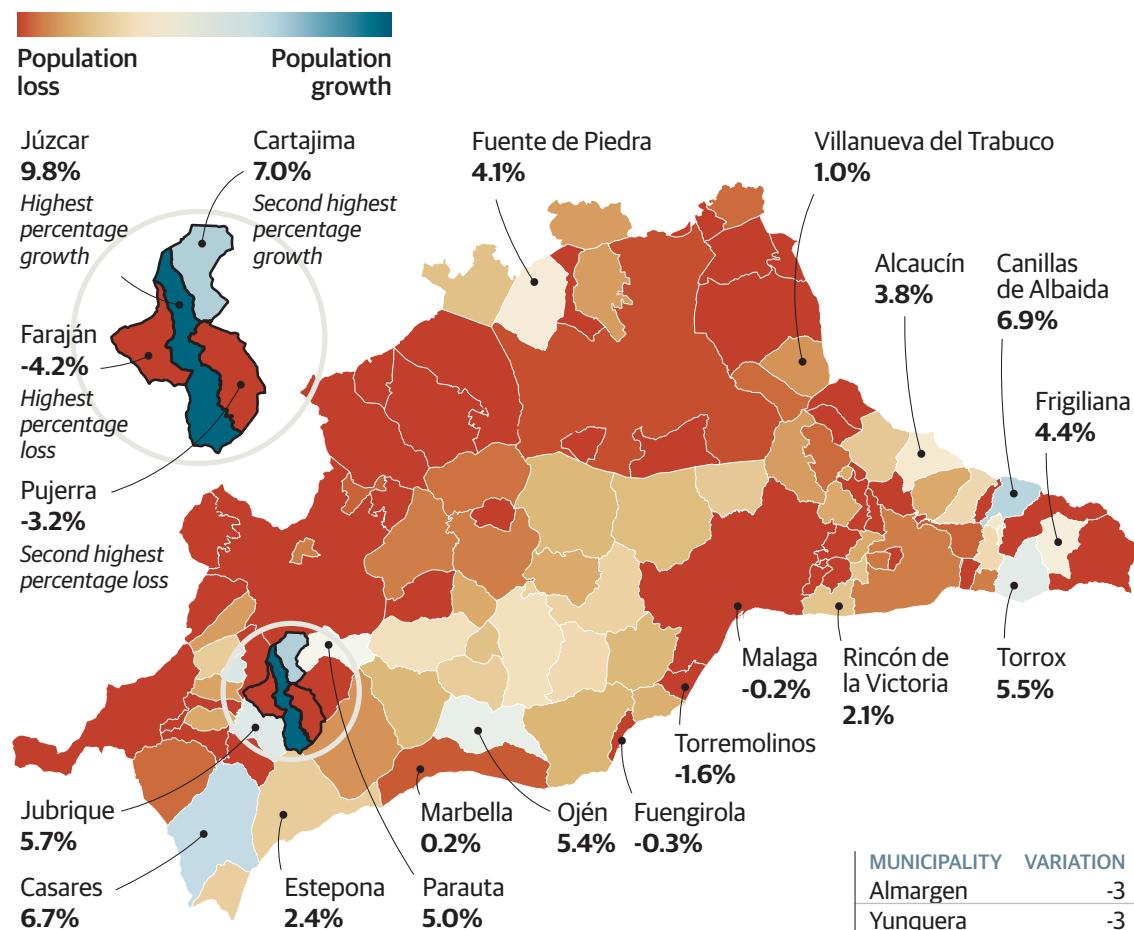 Population
loss
Population
growth
Júzcar
9.8%
Highest
percentage
growth
Cartajima
7.0%
Second highest
percentage
growth
Fuente de Piedra
4.1%
Villanueva del Trabuco
1.0%
Alcaucín
3.8%
Canillas
de Albaida
6.9%
Frigiliana
4.4%
Faraján
-4.2%
Highest
percentage
loss
Pujerra
-3.2%
Second highest
percentage loss
Malaga
-0.2%
Rincón de
la Victoria
2.1%
Torrox
5.5%
Torremolinos
-1.6%
Jubrique
5.7%
Marbella
0.2%
Ojén
5.4%
Fuengirola
-0.3%
Casares
6.7%
Estepona
2.4%
Parauta
5.0%
MUNICIPALITY VARIATION
Almargen -3
Yunquera -3